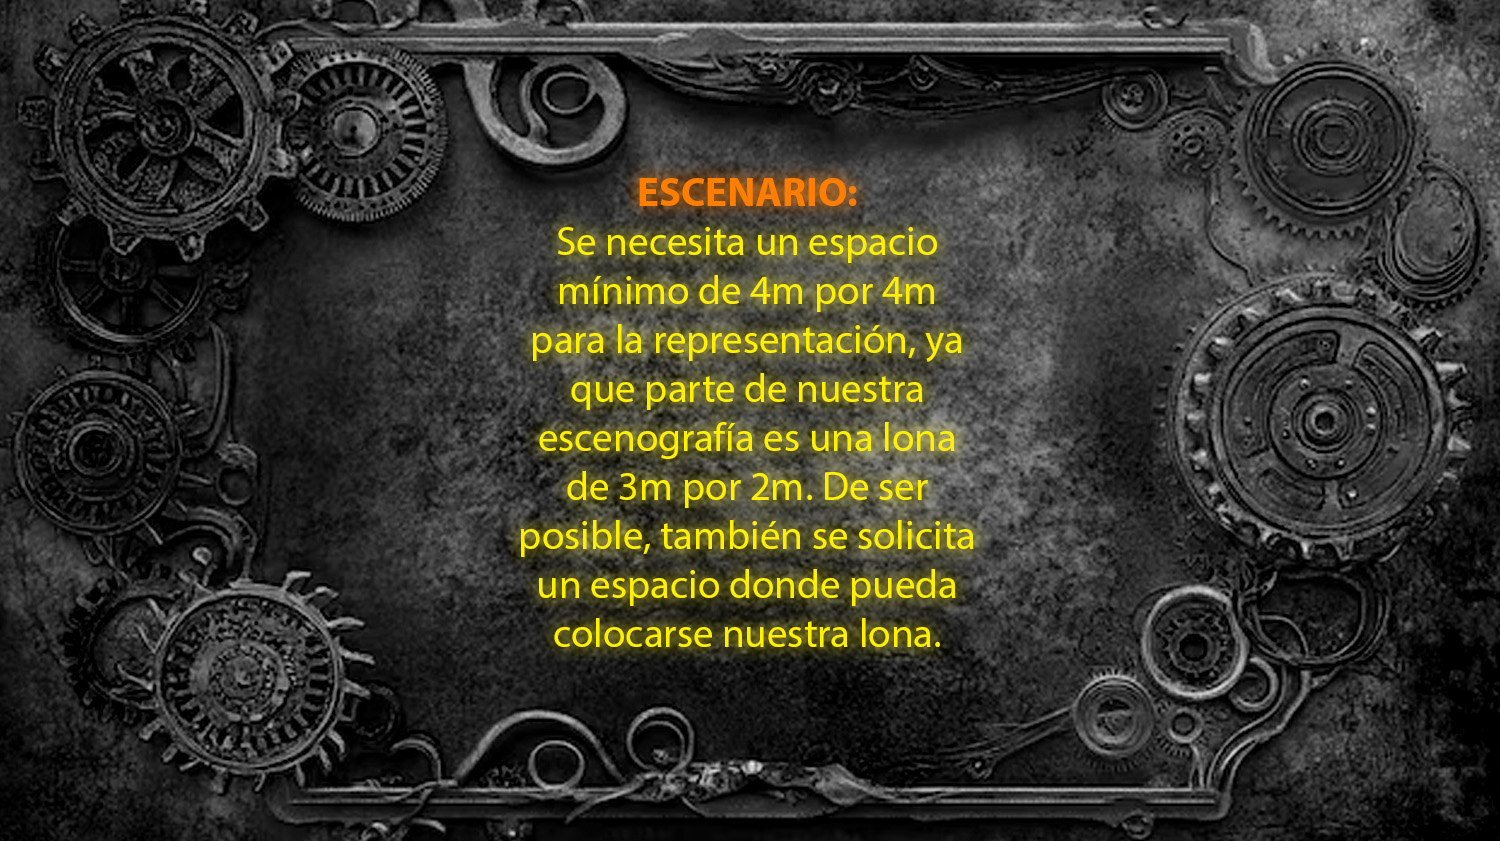 ESCENARIO:
Se necesita un espacio
mínimo de 4m por 4m
para la representación, ya
que parte de nuestra
escenografía es una lona
de 3m por 2m. De ser
posible, también se solicita
un espacio donde pueda
colocarse nuestra lona.